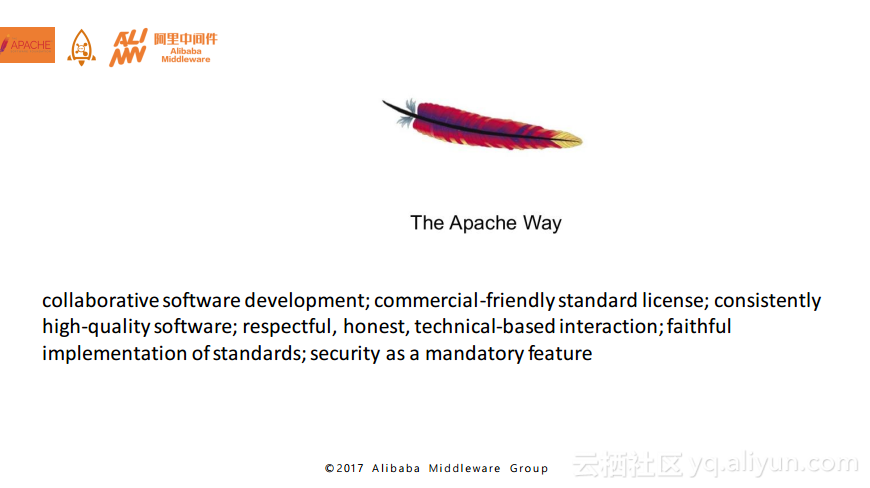 APACHE
阿里中间件
Alibaba
Middleware
The Apache Way
collaborative software development; commercial-friendly standard license; consistently
high-quality software; respectful, honest, technical-based interaction; faithful
implementation of standards; security as a mandatory feature
©2017 Alibaba Middleware Group
云栖社区 yq.aliyun.com